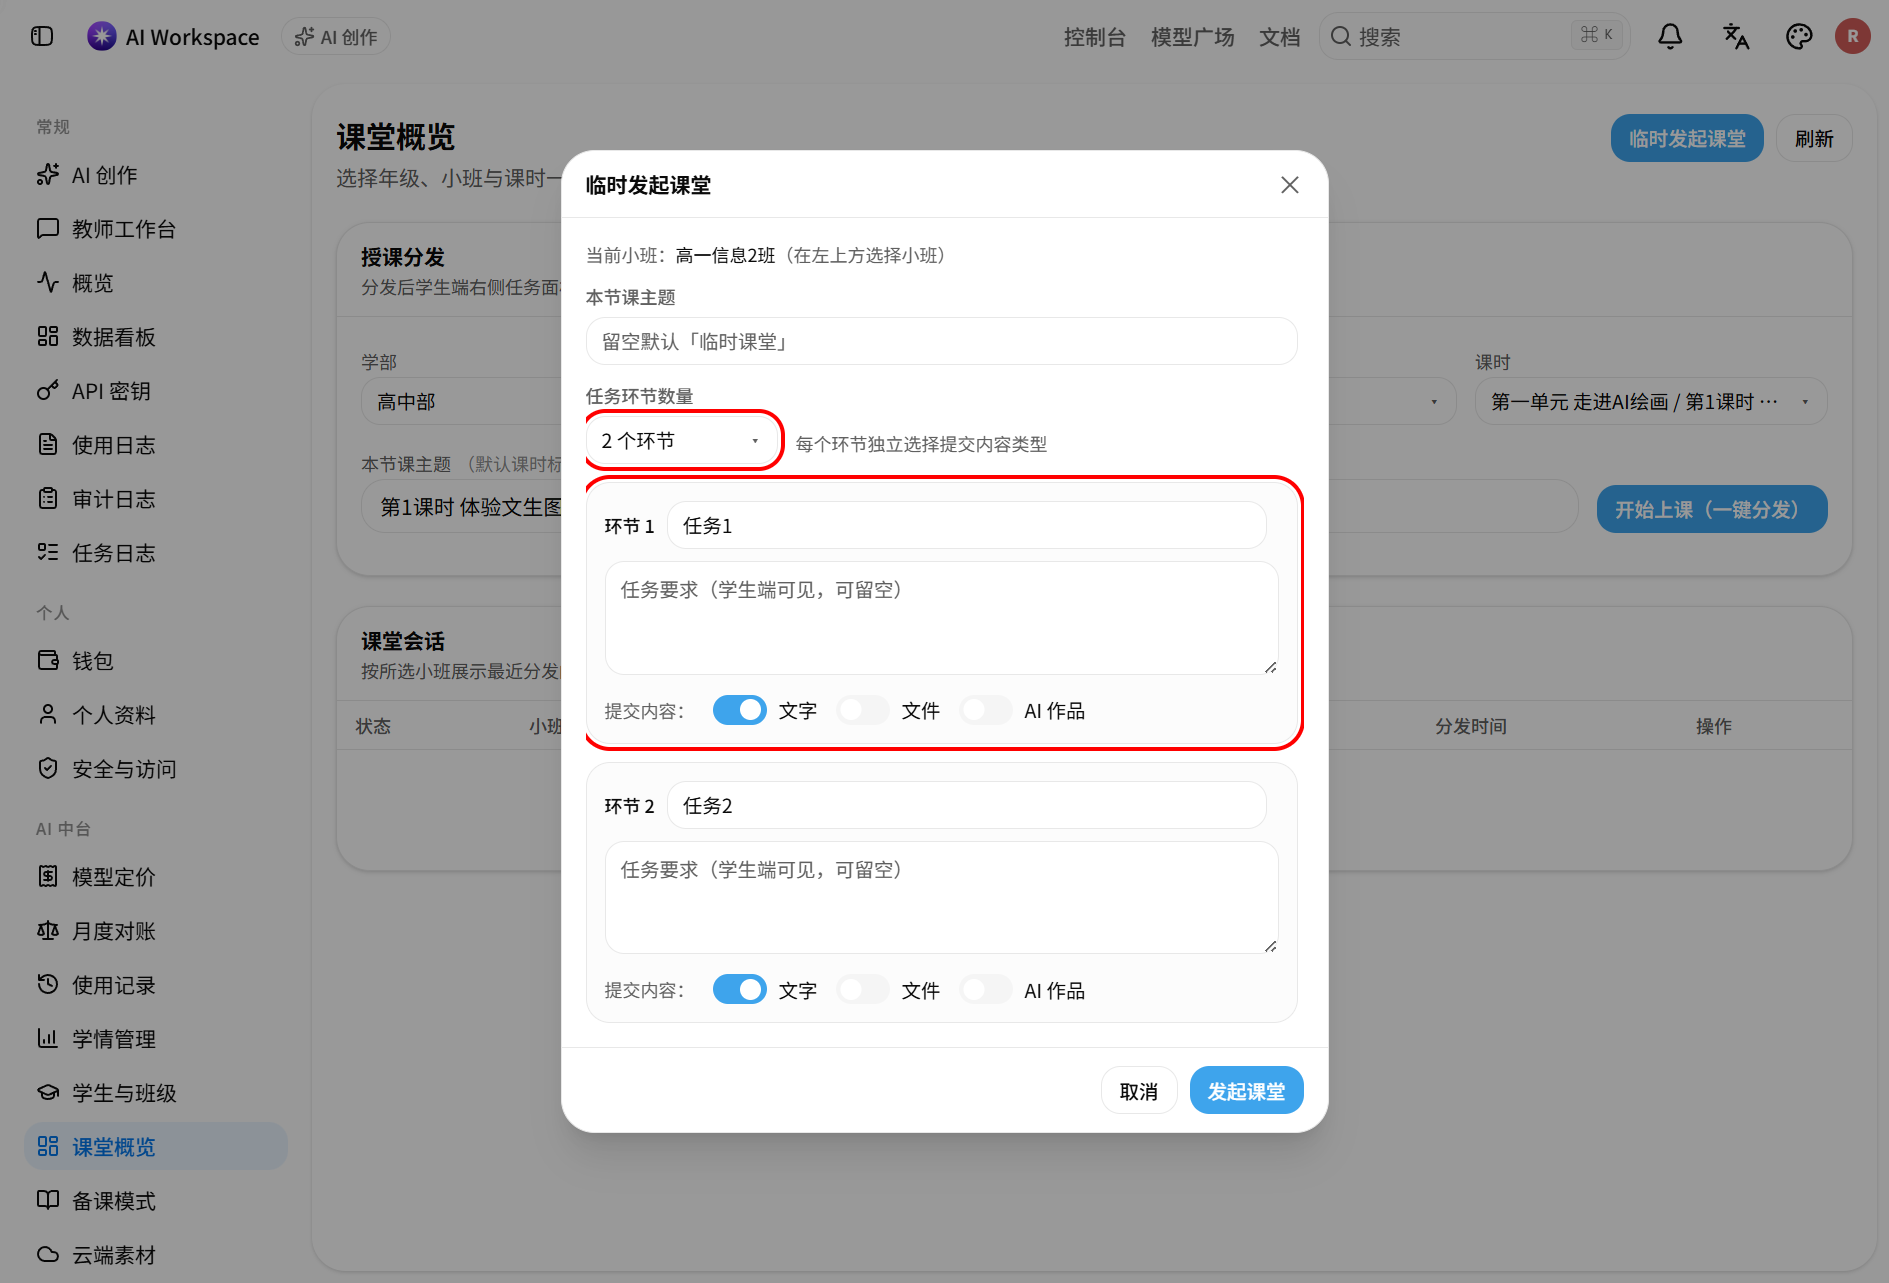 AI Workspace
AI 创作
控制台
模型广场
文档
搜索
⌘ K
R
常规
AI 创作
教师工作台
概览
数据看板
API 密钥
使用日志
审计日志
任务日志
个人
钱包
个人资料
安全与访问
AI 中台
模型定价
月度对账
使用记录
学情管理
学生与班级
课堂概览
备课模式
云端素材
课堂概览
选择年级、小班与课时一
临时发起课堂
刷新
授课分发
分发后学生端右侧任务面
学部
高中部
课时
第一单元 走进AI绘画 / 第1课时 ···
本节课主题 （默认课时标
第1课时 体验文生图
开始上课（一键分发）
课堂会话
按所选小班展示最近分发
状态
小班
分发时间
操作
临时发起课堂
当前小班：高一信息2班（在左上方选择小班）
本节课主题
留空默认「临时课堂」
任务环节数量
2 个环节
每个环节独立选择提交内容类型
环节 1
任务1
任务要求（学生端可见，可留空）
提交内容：
文字
文件
AI 作品
环节 2
任务2
任务要求（学生端可见，可留空）
提交内容：
文字
文件
AI 作品
取消
发起课堂